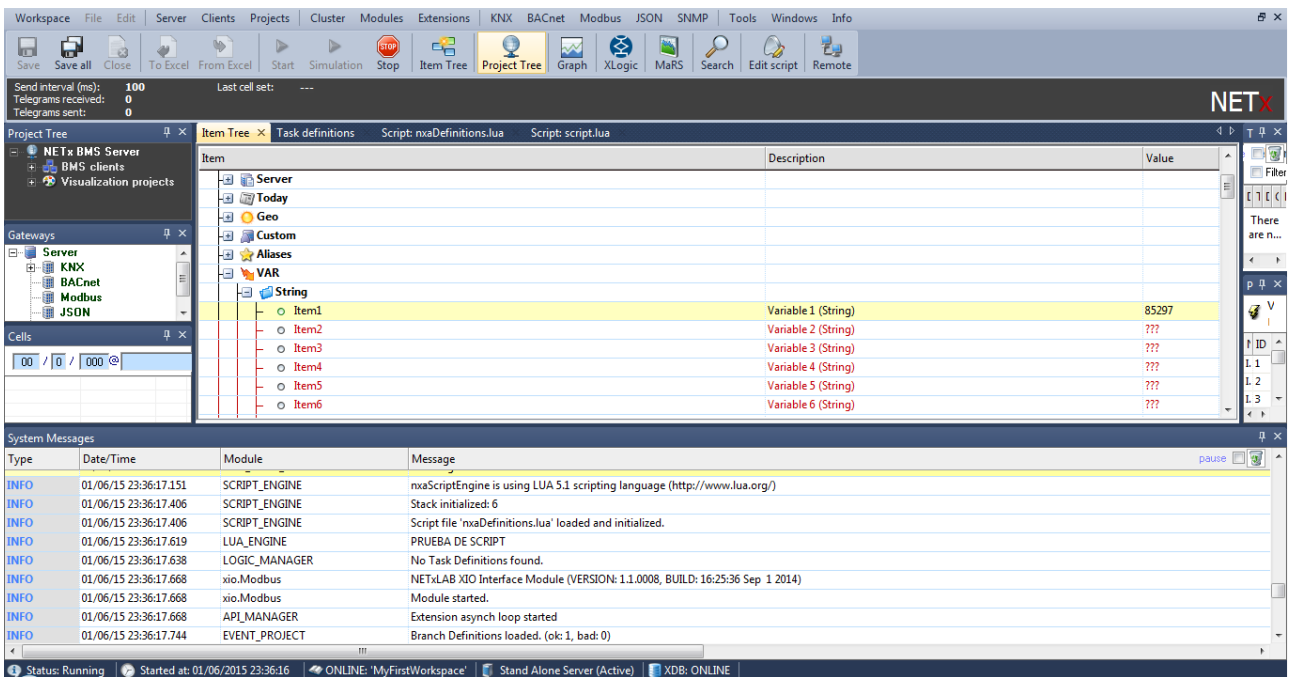 Workspace File Edit Server Clients Projects Cluster Modules Extensions KNX BACnet Modbus JSON SNMP Tools Windows Info
Save Save all Close To Excel From Excel Start Simulation Stop Item Tree Project Tree Graph XLogic MaRS Search Edit script Remote
STOP
Send interval (ms): 100 Last cell set: ---
Telegrams received: 0
Telegrams sent: 0
NETx
Project Tree
NETx BMS Server
BMS clients
Visualization projects
Gateways
Server
KNX
BACnet
Modbus
JSON
Cells
00 / 0 / 000 @
Item Tree Task definitions Script: nxaDefinitions.lua Script: script.lua
Item Description Value
Server
Today
Geo
Custom
Aliases
VAR
String
Item1 Variable 1 (String) 85297
Item2 Variable 2 (String) ???
Item3 Variable 3 (String) ???
Item4 Variable 4 (String) ???
Item5 Variable 5 (String) ???
Item6 Variable 6 (String) ???
T
Filter
There
are n...
P
V
ID
I. 1
I. 2
I. 3
System Messages
Type Date/Time Module Message pause
INFO 01/06/15 23:36:17.151 SCRIPT_ENGINE nxaScriptEngine is using LUA 5.1 scripting language (http://www.lua.org/)
INFO 01/06/15 23:36:17.406 SCRIPT_ENGINE Stack initialized: 6
INFO 01/06/15 23:36:17.406 SCRIPT_ENGINE Script file 'nxaDefinitions.lua' loaded and initialized.
INFO 01/06/15 23:36:17.619 LUA_ENGINE PRUEBA DE SCRIPT
INFO 01/06/15 23:36:17.638 LOGIC_MANAGER No Task Definitions found.
INFO 01/06/15 23:36:17.668 xio.Modbus NETxLAB XIO Interface Module (VERSION: 1.1.0008, BUILD: 16:25:36 Sep 1 2014)
INFO 01/06/15 23:36:17.668 xio.Modbus Module started.
INFO 01/06/15 23:36:17.668 API_MANAGER Extension asynch loop started
INFO 01/06/15 23:36:17.744 EVENT_PROJECT Branch Definitions loaded. (ok: 1, bad: 0)
Status: Running Started at: 01/06/2015 23:36:16 ONLINE: 'MyFirstWorkspace' Stand Alone Server (Active) XDB: ONLINE